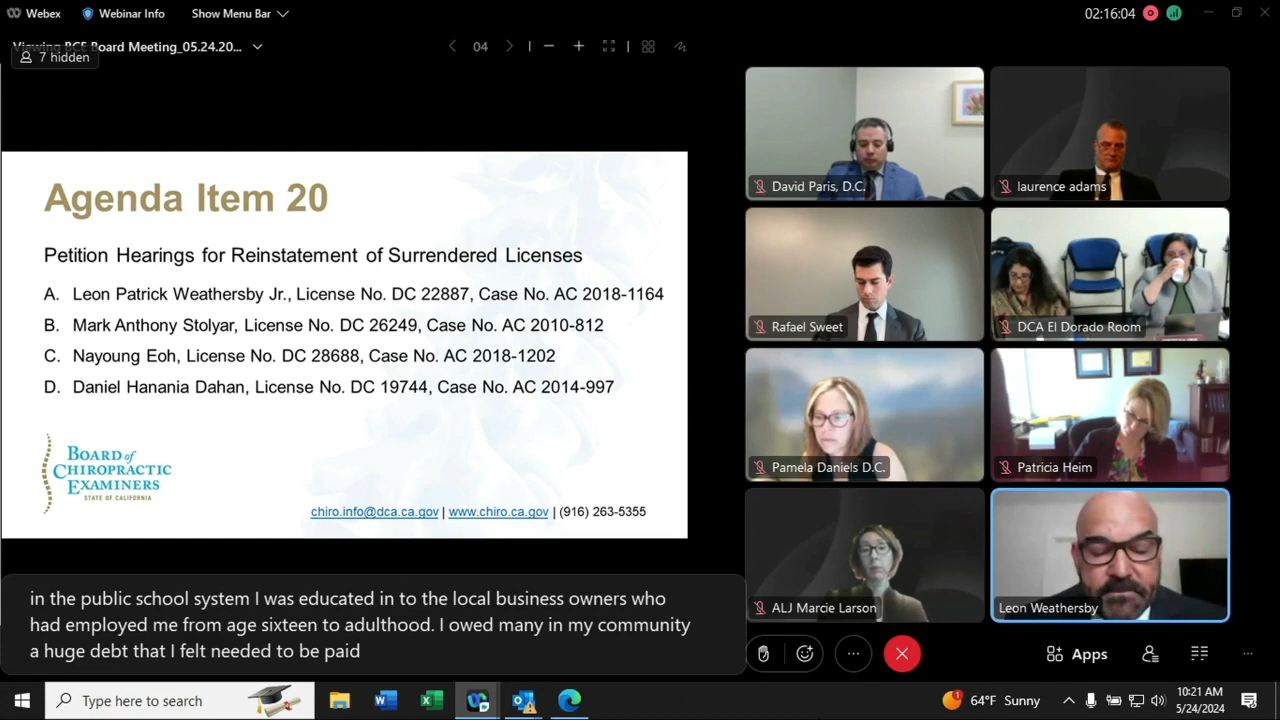 Webex
Webinar Info
Show Menu Bar
02:16:04
Viewing BCE Board Meeting_05.24.20...
7 hidden
04
Agenda Item 20
Petition Hearings for Reinstatement of Surrendered Licenses
A. Leon Patrick Weathersby Jr., License No. DC 22887, Case No. AC 2018-1164
B. Mark Anthony Stolyar, License No. DC 26249, Case No. AC 2010-812
C. Nayoung Eoh, License No. DC 28688, Case No. AC 2018-1202
D. Daniel Hanania Dahan, License No. DC 19744, Case No. AC 2014-997
BOARD of
CHIROPRACTIC
EXAMINERS
STATE OF CALIFORNIA
chiro.info@dca.ca.gov | www.chiro.ca.gov | (916) 263-5355
David Paris, D.C.
laurence adams
Rafael Sweet
DCA El Dorado Room
Pamela Daniels D.C.
Patricia Heim
ALJ Marcie Larson
Leon Weathersby
in the public school system I was educated in to the local business owners who
had employed me from age sixteen to adulthood. I owed many in my community
a huge debt that I felt needed to be paid
Apps
Type here to search
1
64°F Sunny
10:21 AM
5/24/2024